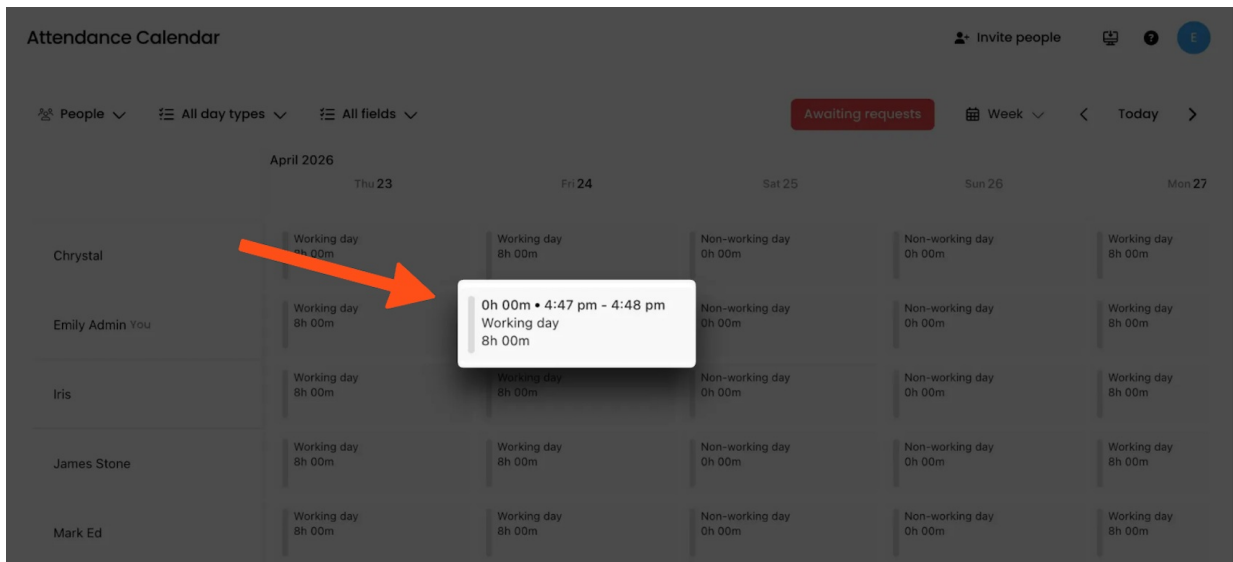 Attendance Calendar
Invite people
E
People
All day types
All fields
Awaiting requests
Week
Today
April 2026
Thu 23
Fri 24
Sat 25
Sun 26
Mon 27
Chrystal
Working day
8h 00m
Working day
8h 00m
Non-working day
0h 00m
Non-working day
0h 00m
Working day
8h 00m
Emily Admin You
Working day
8h 00m
0h 00m • 4:47 pm - 4:48 pm
Working day
8h 00m
Non-working day
0h 00m
Non-working day
0h 00m
Working day
8h 00m
Iris
Working day
8h 00m
Working day
8h 00m
Non-working day
0h 00m
Non-working day
0h 00m
Working day
8h 00m
James Stone
Working day
8h 00m
Working day
8h 00m
Non-working day
0h 00m
Non-working day
0h 00m
Working day
8h 00m
Mark Ed
Working day
8h 00m
Working day
8h 00m
Non-working day
0h 00m
Non-working day
0h 00m
Working day
8h 00m